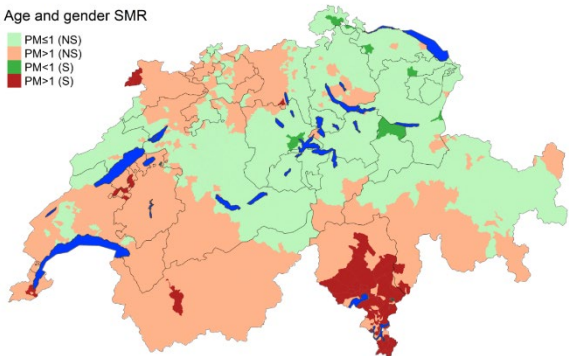 Age and gender SMR
PM≤1 (NS)
PM>1 (NS)
PM<1 (S)
PM>1 (S)